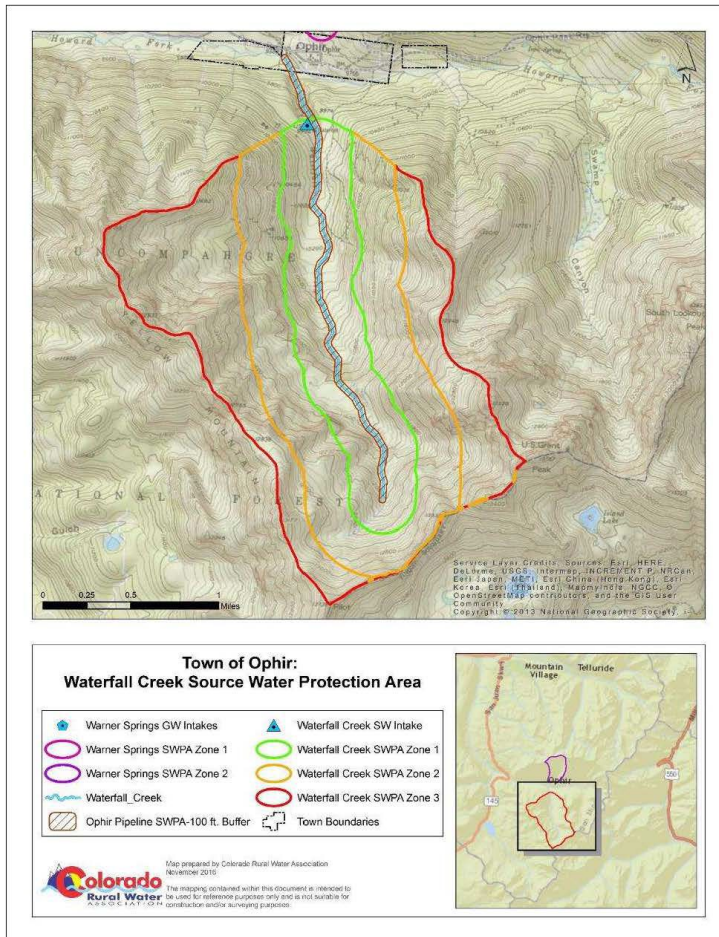 Howard Fork
Ophir
Ophir
Howard
Fork
N
Swamp
Canyon
UNCOMPAHGRE
YELLOW
MOUNTAIN
South Lookout
Peak
U.S. Grant
Peak
NATIONAL FOREST
Island
Lake
Gulch
Pilot
0 0.25 0.5 1
Miles
Service Layer Credits: Sources: Esri, HERE,
DeLorme, USGS, Intermap, INCREMENT P, NRCan,
Esri Japan, METI, Esri China (Hong Kong), Esri
Korea, Esri (Thailand), MapmyIndia, NGCC, ©
OpenStreetMap contributors, and the GIS User
Community
Copyright:© 2013 National Geographic Society, i-
Town of Ophir:
Waterfall Creek Source Water Protection Area
Warner Springs GW Intakes
Warner Springs SWPA Zone 1
Warner Springs SWPA Zone 2
Waterfall_Creek
Ophir Pipeline SWPA-100 ft. Buffer
Waterfall Creek SW Intake
Waterfall Creek SWPA Zone 1
Waterfall Creek SWPA Zone 2
Waterfall Creek SWPA Zone 3
Town Boundaries
Colorado
Rural Water
ASSOCIATION
Map prepared by Colorado Rural Water Association
November 2016
The mapping contained within this document is intended to
be used for reference purposes only and is not suitable for
construction and/or surveying purposes.
Mountain
Village
Telluride
Ophir
145
550